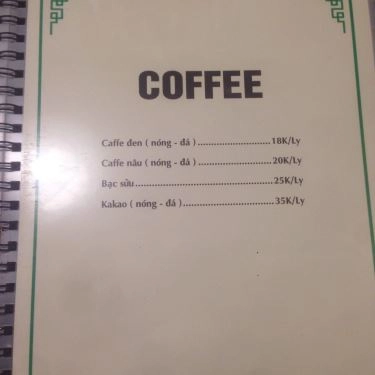 COFFEE
Caffe đen ( nóng - đá )..........................18K/Ly
Caffe nâu ( nóng - đá )..........................20K/Ly
Bạc sửu................................................25K/Ly
Kakao ( nóng - đá ).................................35K/Ly